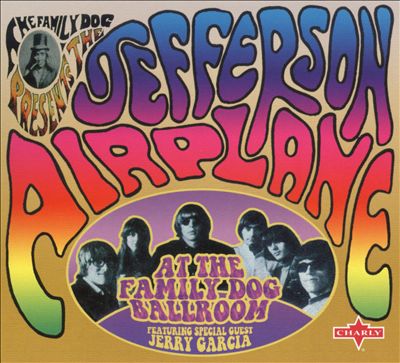 THE FAMILY DOG
PRESENTS THE
JEFFERSON
AIRPLANE
AT THE
FAMILY DOG
BALLROOM
FEATURING SPECIAL GUEST
JERRY GARCIA
CHARLY